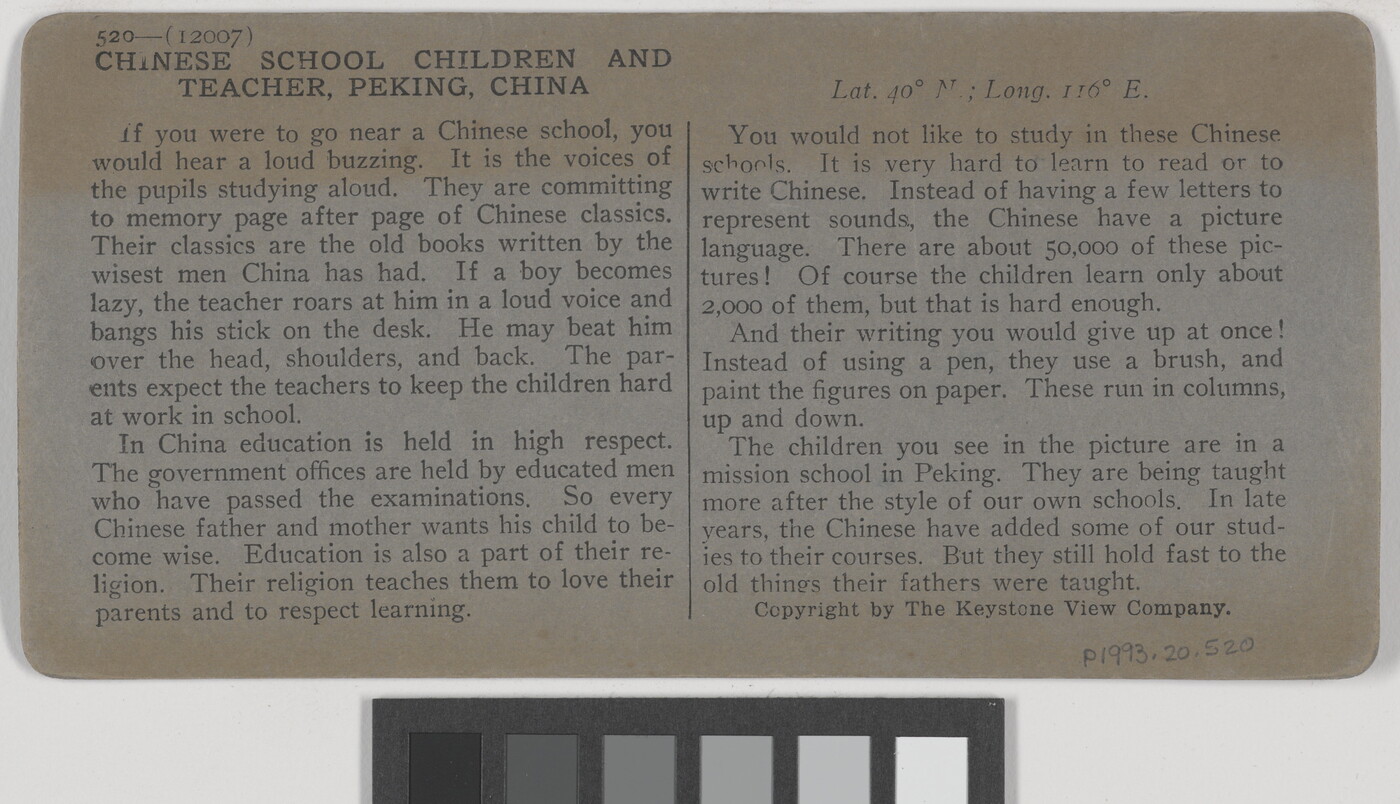 520—(12007)
CHINESE SCHOOL CHILDREN AND
TEACHER, PEKING, CHINA
If you were to go near a Chinese school, you
would hear a loud buzzing. It is the voices of
the pupils studying aloud. They are committing
to memory page after page of Chinese classics.
Their classics are the old books written by the
wisest men China has had. If a boy becomes
lazy, the teacher roars at him in a loud voice and
bangs his stick on the desk. He may beat him
over the head, shoulders, and back. The par-
ents expect the teachers to keep the children hard
at work in school.
In China education is held in high respect.
The government offices are held by educated men
who have passed the examinations. So every
Chinese father and mother wants his child to be-
come wise. Education is also a part of their re-
ligion. Their religion teaches them to love their
parents and to respect learning.
Lat. 40° N.; Long. 116° E.
You would not like to study in these Chinese
schools. It is very hard to learn to read or to
write Chinese. Instead of having a few letters to
represent sounds, the Chinese have a picture
language. There are about 50,000 of these pic-
tures! Of course the children learn only about
2,000 of them, but that is hard enough.
And their writing you would give up at once!
Instead of using a pen, they use a brush, and
paint the figures on paper. These run in columns,
up and down.
The children you see in the picture are in a
mission school in Peking. They are being taught
more after the style of our own schools. In late
years, the Chinese have added some of our stud-
ies to their courses. But they still hold fast to the
old things their fathers were taught.
Copyright by The Keystone View Company.
P1993.20.520